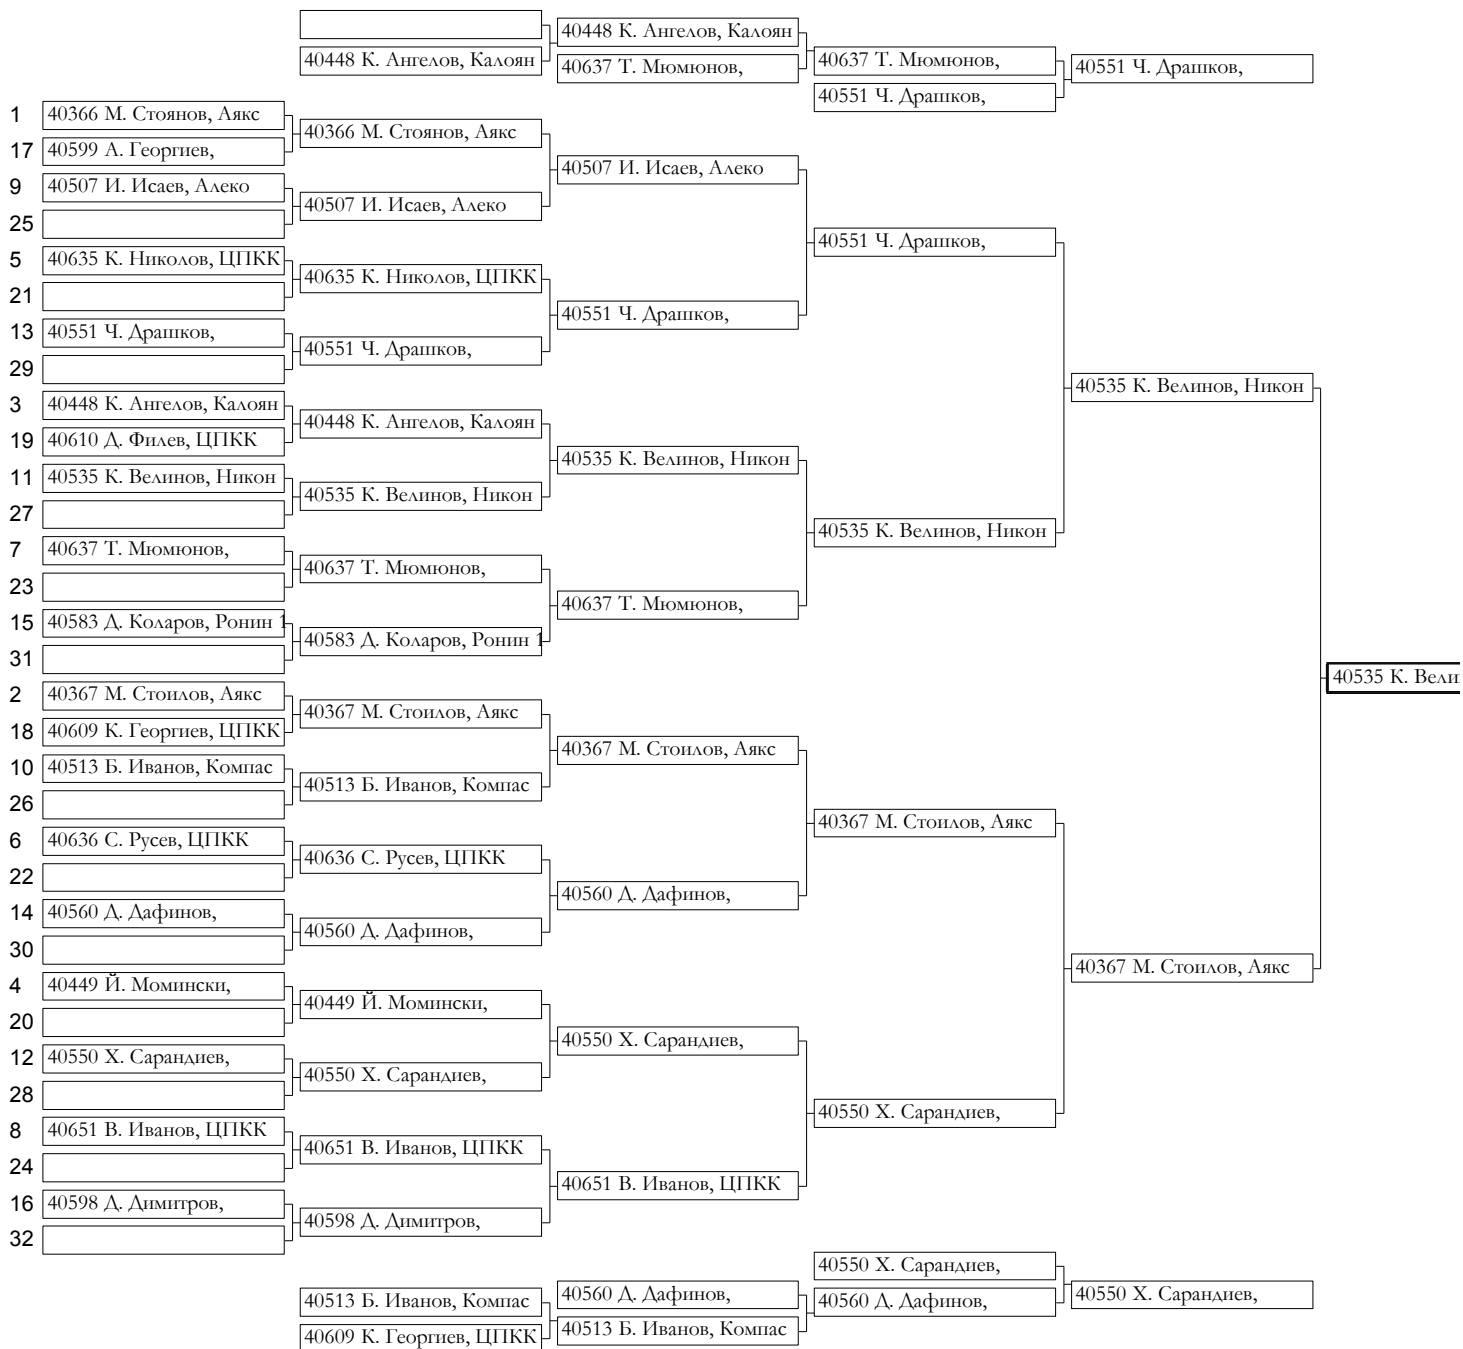 40448 К. Ангелов, Калоян
40448 К. Ангелов, Калоян
40637 Т. Мюмюнов,
40637 Т. Мюмюнов,
40551 Ч. Драшков,
40551 Ч. Драшков,
1 40366 М. Стоянов, Аякс
17 40599 А. Георгиев,
40366 М. Стоянов, Аякс
9 40507 И. Исаев, Алеко
25
40507 И. Исаев, Алеко
40507 И. Исаев, Алеко
5 40635 К. Николов, ЦПКК
21
40635 К. Николов, ЦПКК
40551 Ч. Драшков,
13 40551 Ч. Драшков,
29
40551 Ч. Драшков,
40551 Ч. Драшков,
3 40448 К. Ангелов, Калоян
19 40610 Д. Филев, ЦПКК
40448 К. Ангелов, Калоян
40535 К. Велинов, Никон
11 40535 К. Велинов, Никон
27
40535 К. Велинов, Никон
40535 К. Велинов, Никон
40535 К. Велинов, Никон
7 40637 Т. Мюмюнов,
23
40637 Т. Мюмюнов,
40637 Т. Мюмюнов,
15 40583 Д. Коларов, Ронин 1
31
40583 Д. Коларов, Ронин 1
40535 К. Вели
2 40367 М. Стоилов, Аякс
18 40609 К. Георгиев, ЦПКК
40367 М. Стоилов, Аякс
40367 М. Стоилов, Аякс
10 40513 Б. Иванов, Компас
26
40513 Б. Иванов, Компас
40367 М. Стоилов, Аякс
6 40636 С. Русев, ЦПКК
22
40636 С. Русев, ЦПКК
40560 Д. Дафинов,
14 40560 Д. Дафинов,
30
40560 Д. Дафинов,
40367 М. Стоилов, Аякс
4 40449 Й. Момински,
20
40449 Й. Момински,
40550 Х. Сарандиев,
12 40550 Х. Сарандиев,
28
40550 Х. Сарандиев,
40550 Х. Сарандиев,
8 40651 В. Иванов, ЦПКК
24
40651 В. Иванов, ЦПКК
40651 В. Иванов, ЦПКК
16 40598 Д. Димитров,
32
40598 Д. Димитров,
40550 Х. Сарандиев,
40513 Б. Иванов, Компас
40560 Д. Дафинов,
40560 Д. Дафинов,
40550 Х. Сарандиев,
40609 К. Георгиев, ЦПКК
40513 Б. Иванов, Компас